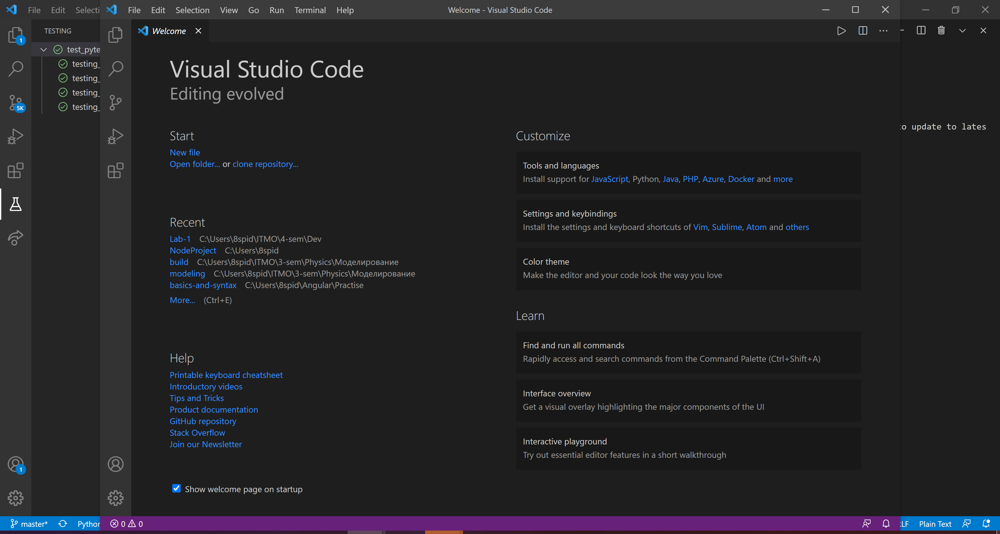 File Edit Selecti
File Edit Selection View Go Run Terminal Help
Welcome - Visual Studio Code
TESTING
1
test_pyte
testing_
testing_
testing_
testing_
5K
1
Welcome
Visual Studio Code
Editing evolved
Start
New file
Open folder... or clone repository...
Recent
Lab-1 C:\Users\8spid\ITMO\4-sem\Dev
NodeProject C:\Users\8spid
build C:\Users\8spid\ITMO\3-sem\Physics\Моделирование
modeling C:\Users\8spid\ITMO\3-sem\Physics\Моделирование
basics-and-syntax C:\Users\8spid\Angular\Practise
More... (Ctrl+E)
Help
Printable keyboard cheatsheet
Introductory videos
Tips and Tricks
Product documentation
GitHub repository
Stack Overflow
Join our Newsletter
Show welcome page on startup
Customize
Tools and languages
Install support for JavaScript, Python, Java, PHP, Azure, Docker and more
Settings and keybindings
Install the settings and keyboard shortcuts of Vim, Sublime, Atom and others
Color theme
Make the editor and your code look the way you love
Learn
Find and run all commands
Rapidly access and search commands from the Command Palette (Ctrl+Shift+A)
Interface overview
Get a visual overlay highlighting the major components of the UI
Interactive playground
Try out essential editor features in a short walkthrough
to update to lates
master* Python
0 0
LF Plain Text